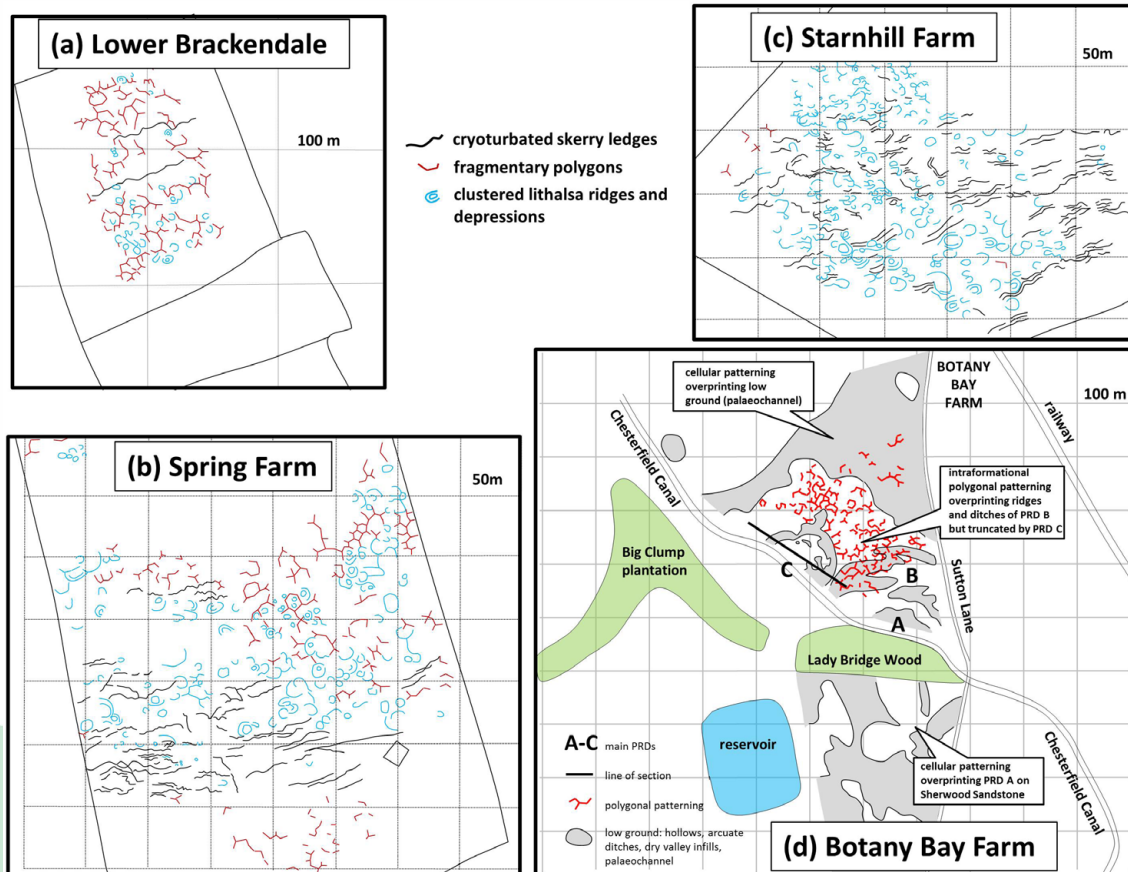 (a) Lower Brackendale
100 m
cryoturbated skerry ledges
fragmentary polygons
clustered lithalsa ridges and
depressions
(c) Starnhill Farm
50m
(b) Spring Farm
50m
cellular patterning
overprinting low
ground (palaeochannel)
BOTANY
BAY
FARM
100 m
railway
Chesterfield Canal
intraformational
polygonal patterning
overprinting ridges
and ditches of PRD B
but truncated by PRD C
Big Clump
plantation
C
B
A
Sutton Lane
Lady Bridge Wood
reservoir
A-C main PRDs
line of section
polygonal patterning
low ground: hollows, arcuate
ditches, dry valley infills,
palaeochannel
cellular patterning
overprinting PRD A on
Sherwood Sandstone
Chesterfield Canal
(d) Botany Bay Farm